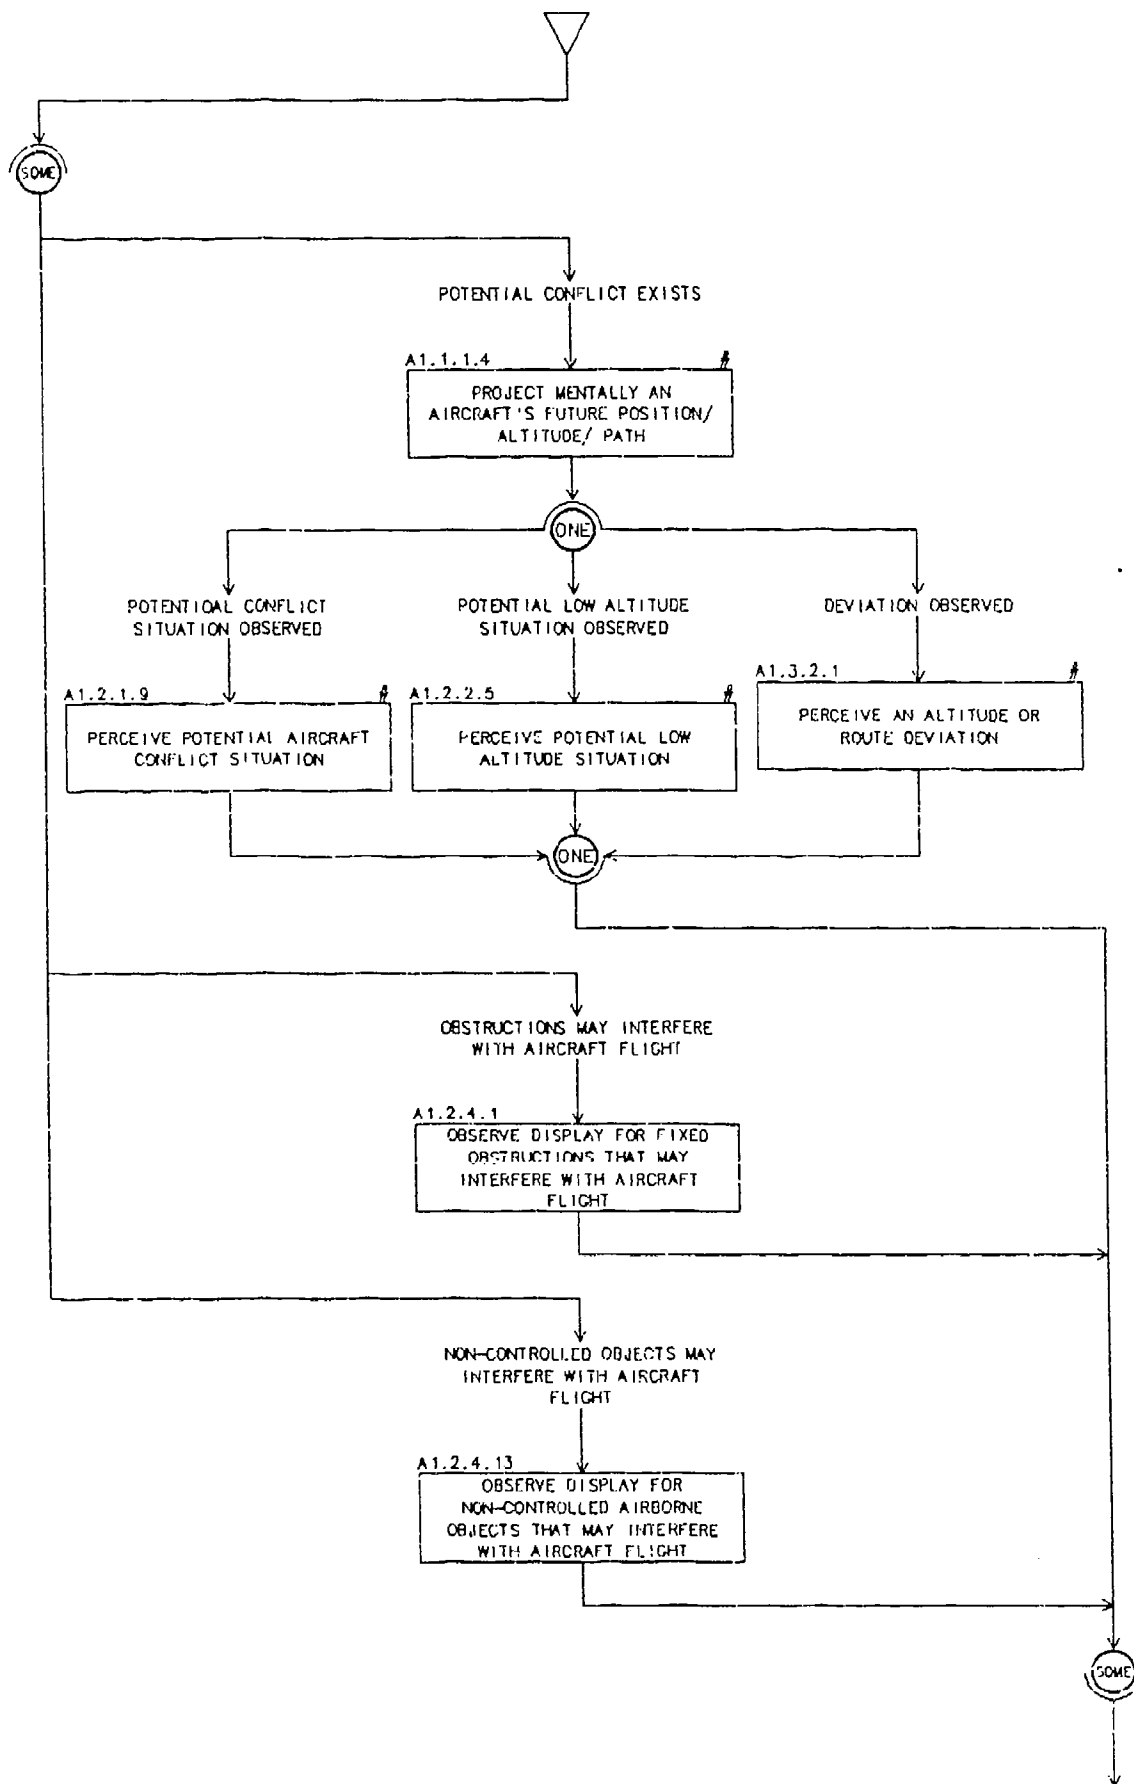 SOME
POTENTIAL CONFLICT EXISTS
A1.1.1.4 #
PROJECT MENTALLY AN
AIRCRAFT'S FUTURE POSITION/
ALTITUDE/ PATH
ONE
POTENTIOAL CONFLICT
SITUATION OBSERVED
POTENTIAL LOW ALTITUDE
SITUATION OBSERVED
DEVIATION OBSERVED
A1.2.1.9 #
PERCEIVE POTENTIAL AIRCRAFT
CONFLICT SITUATION
A1.2.2.5 #
PERCEIVE POTENTIAL LOW
ALTITUDE SITUATION
A1.3.2.1 #
PERCEIVE AN ALTITUDE OR
ROUTE DEVIATION
ONE
OBSTRUCTIONS MAY INTERFERE
WITH AIRCRAFT FLIGHT
A1.2.4.1
OBSERVE DISPLAY FOR FIXED
OBSTRUCTIONS THAT MAY
INTERFERE WITH AIRCRAFT
FLIGHT
NON-CONTROLLED OBJECTS MAY
INTERFERE WITH AIRCRAFT
FLIGHT
A1.2.4.13
OBSERVE DISPLAY FOR
NON-CONTROLLED AIRBORNE
OBJECTS THAT MAY INTERFERE
WITH AIRCRAFT FLIGHT
SOME